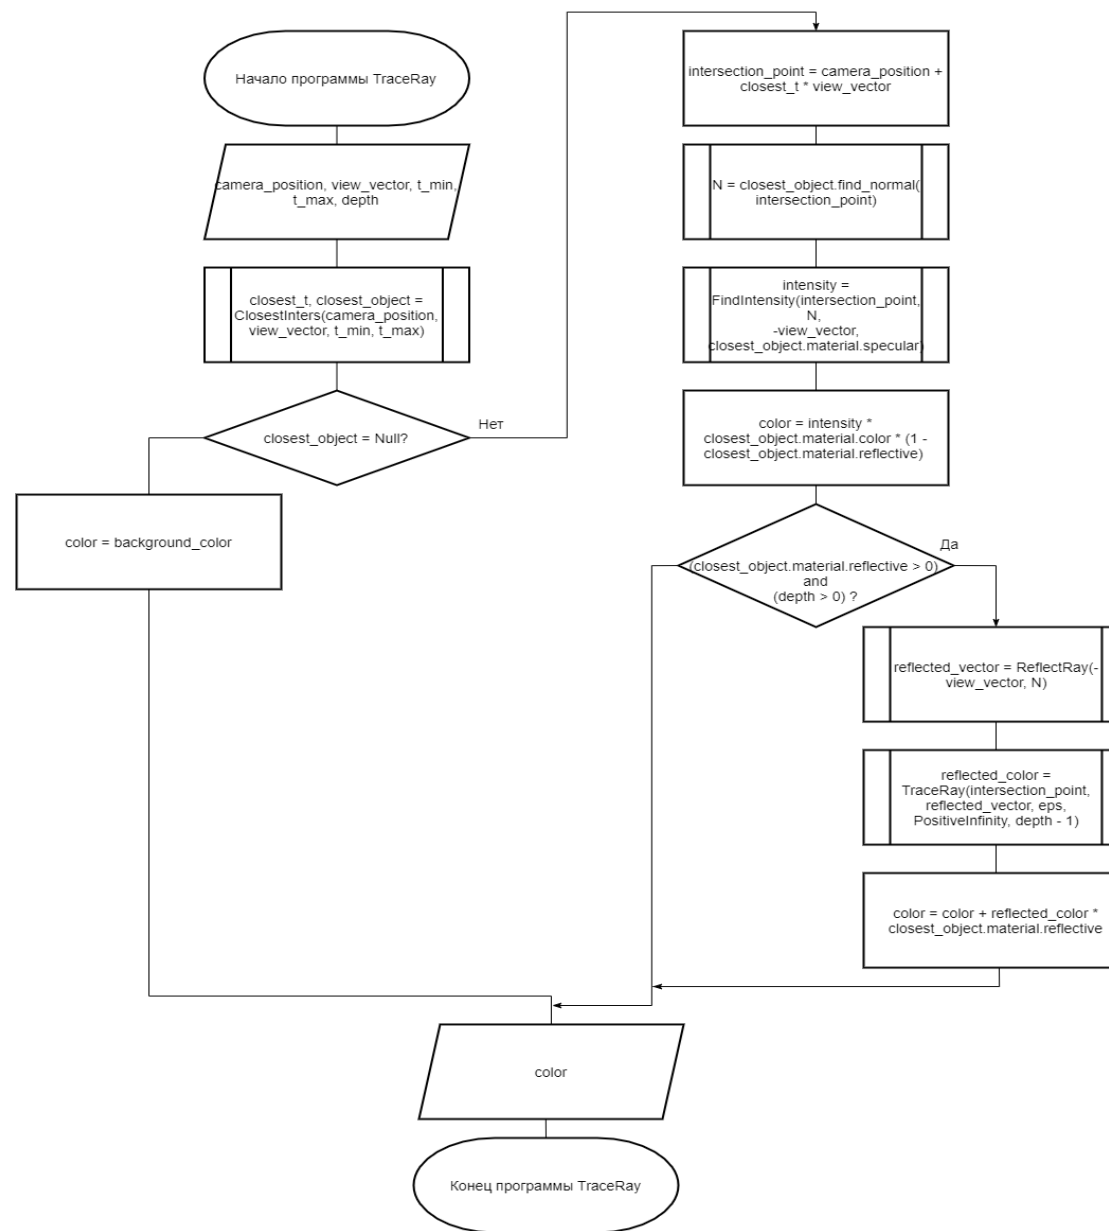 Начало программы TraceRay
camera_position, view_vector, t_min,
t_max, depth
closest_t, closest_object =
ClosestInters(camera_position,
view_vector, t_min, t_max)
closest_object = Null?
Нет
color = background_color
intersection_point = camera_position +
closest_t * view_vector
N = closest_object.find_normal(
intersection_point)
intensity =
FindIntensity(intersection_point,
N,
-view_vector,
closest_object.material.specular)
color = intensity *
closest_object.material.color * (1 -
closest_object.material.reflective)
(closest_object.material.reflective > 0)
and
(depth > 0) ?
Да
reflected_vector = ReflectRay(-
view_vector, N)
reflected_color =
TraceRay(intersection_point,
reflected_vector, eps,
PositiveInfinity, depth - 1)
color = color + reflected_color *
closest_object.material.reflective
color
Конец программы TraceRay